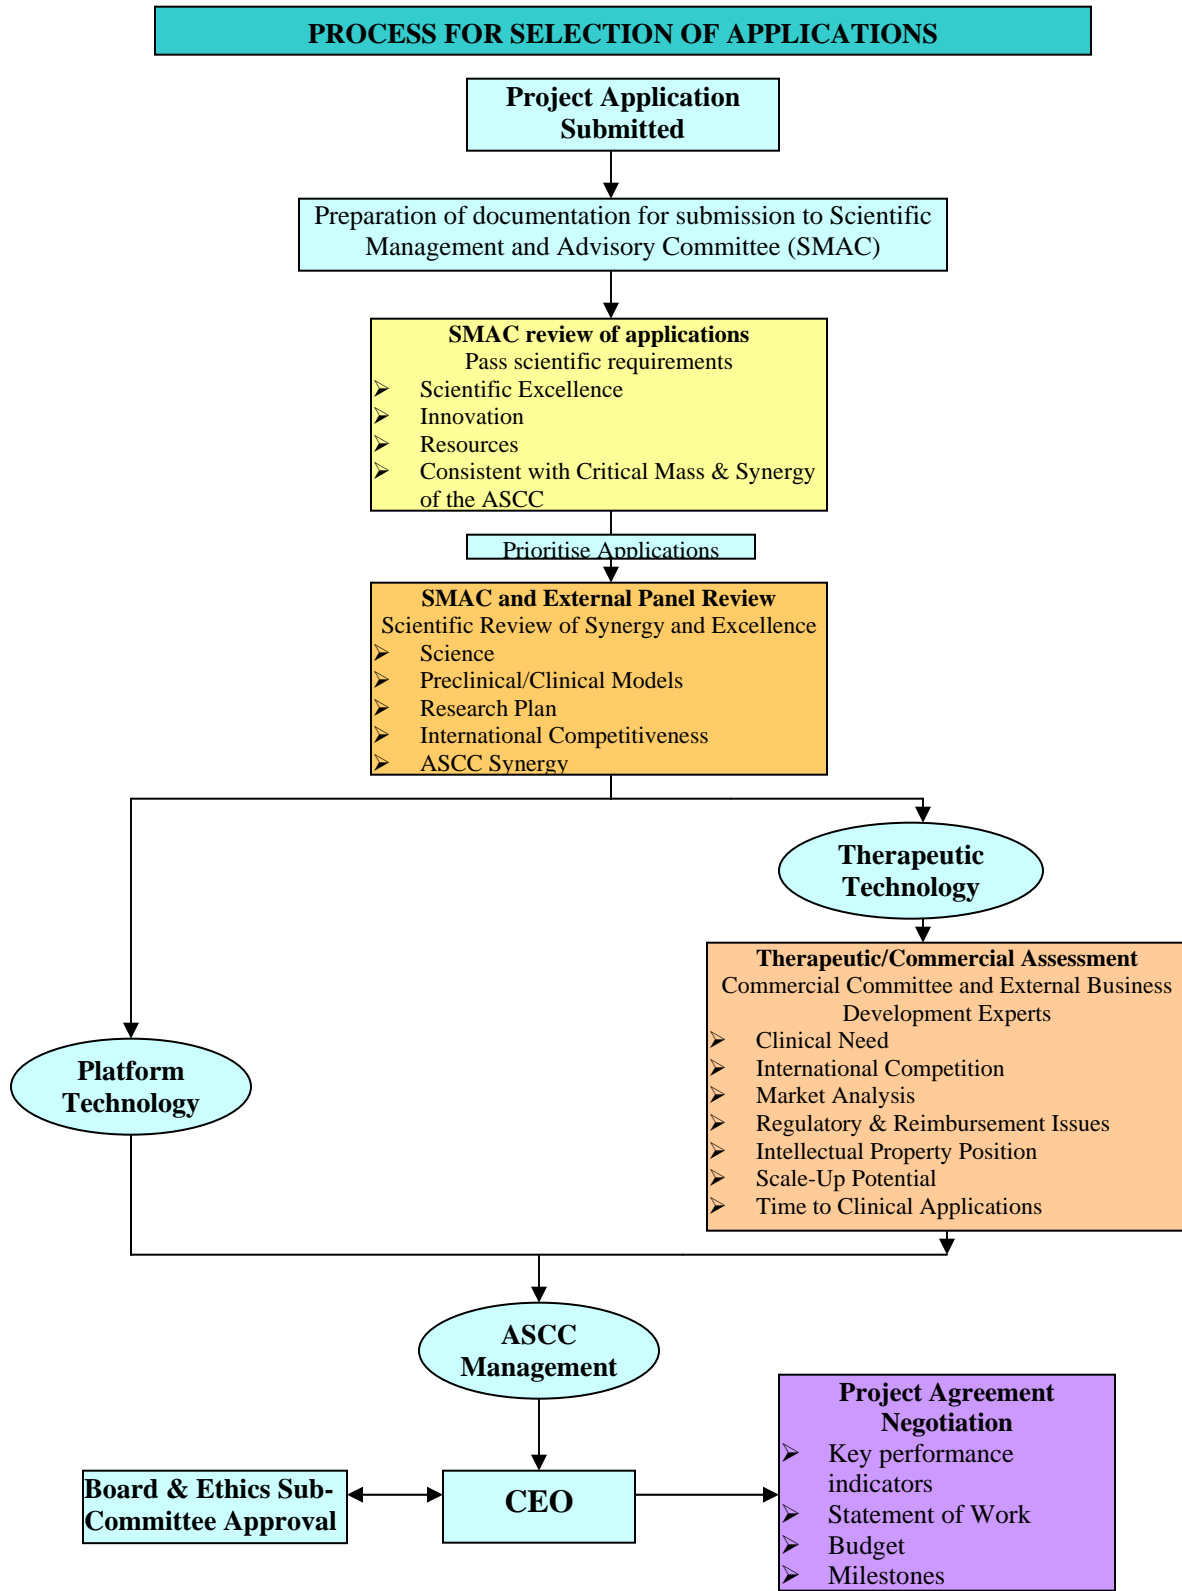 PROCESS FOR SELECTION OF APPLICATIONS
Project Application
Submitted
Preparation of documentation for submission to Scientific
Management and Advisory Committee (SMAC)
SMAC review of applications
Pass scientific requirements
➢ Scientific Excellence
➢ Innovation
➢ Resources
➢ Consistent with Critical Mass & Synergy
of the ASCC
Prioritise Applications
SMAC and External Panel Review
Scientific Review of Synergy and Excellence
➢ Science
➢ Preclinical/Clinical Models
➢ Research Plan
➢ International Competitiveness
➢ ASCC Synergy
Therapeutic
Technology
Therapeutic/Commercial Assessment
Commercial Committee and External Business
Development Experts
➢ Clinical Need
➢ International Competition
➢ Market Analysis
➢ Regulatory & Reimbursement Issues
➢ Intellectual Property Position
➢ Scale-Up Potential
➢ Time to Clinical Applications
Platform
Technology
ASCC
Management
Board & Ethics Sub-
Committee Approval
CEO
Project Agreement
Negotiation
➢ Key performance
indicators
➢ Statement of Work
➢ Budget
➢ Milestones